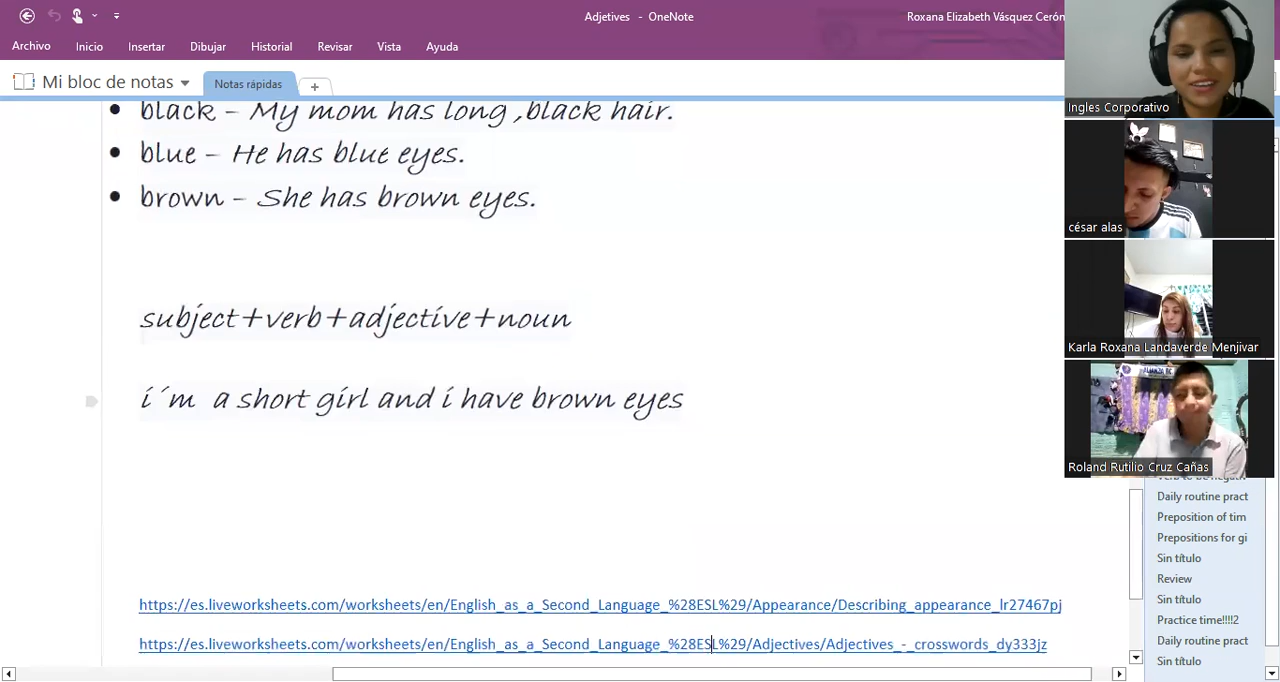 Adjetives - OneNote
Roxana Elizabeth Vásquez Cerón
Archivo Inicio Insertar Dibujar Historial Revisar Vista Ayuda
Mi bloc de notas
Notas rápidas
+
black – My mom has long ,black hair.
blue – He has blue eyes.
brown – She has brown eyes.
subject+verb+adjective+noun
i´m a short girl and i have brown eyes
https://es.liveworksheets.com/worksheets/en/English_as_a_Second_Language_%28ESL%29/Appearance/Describing_appearance_lr27467pj
https://es.liveworksheets.com/worksheets/en/English_as_a_Second_Language_%28ESL%29/Adjectives/Adjectives_-_crosswords_dy333jz
Ingles Corporativo
césar alas
Karla Roxana Landaverde Menjivar
Roland Rutilio Cruz Cañas
Daily routine pract
Preposition of tim
Prepositions for gi
Sin título
Review
Sin título
Practice time!!!!2
Daily routine pract
Sin título